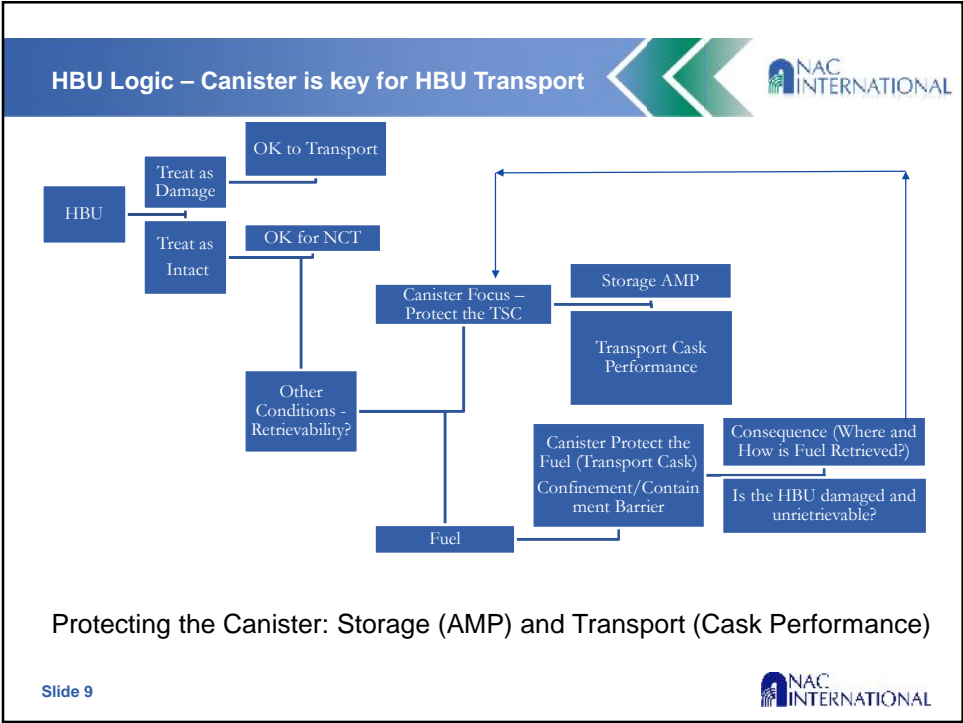 HBU Logic – Canister is key for HBU Transport
NAC
INTERNATIONAL
OK to Transport
Treat as
Damage
HBU
Treat as
Intact
OK for NCT
Canister Focus –
Protect the TSC
Storage AMP
Transport Cask
Performance
Other
Conditions -
Retrievability?
Canister Protect the
Fuel (Transport Cask)
Confinement/Contain
ment Barrier
Consequence (Where and
How is Fuel Retrieved?)
Is the HBU damaged and
unrietrievable?
Fuel
Protecting the Canister: Storage (AMP) and Transport (Cask Performance)
Slide 9
NAC
INTERNATIONAL